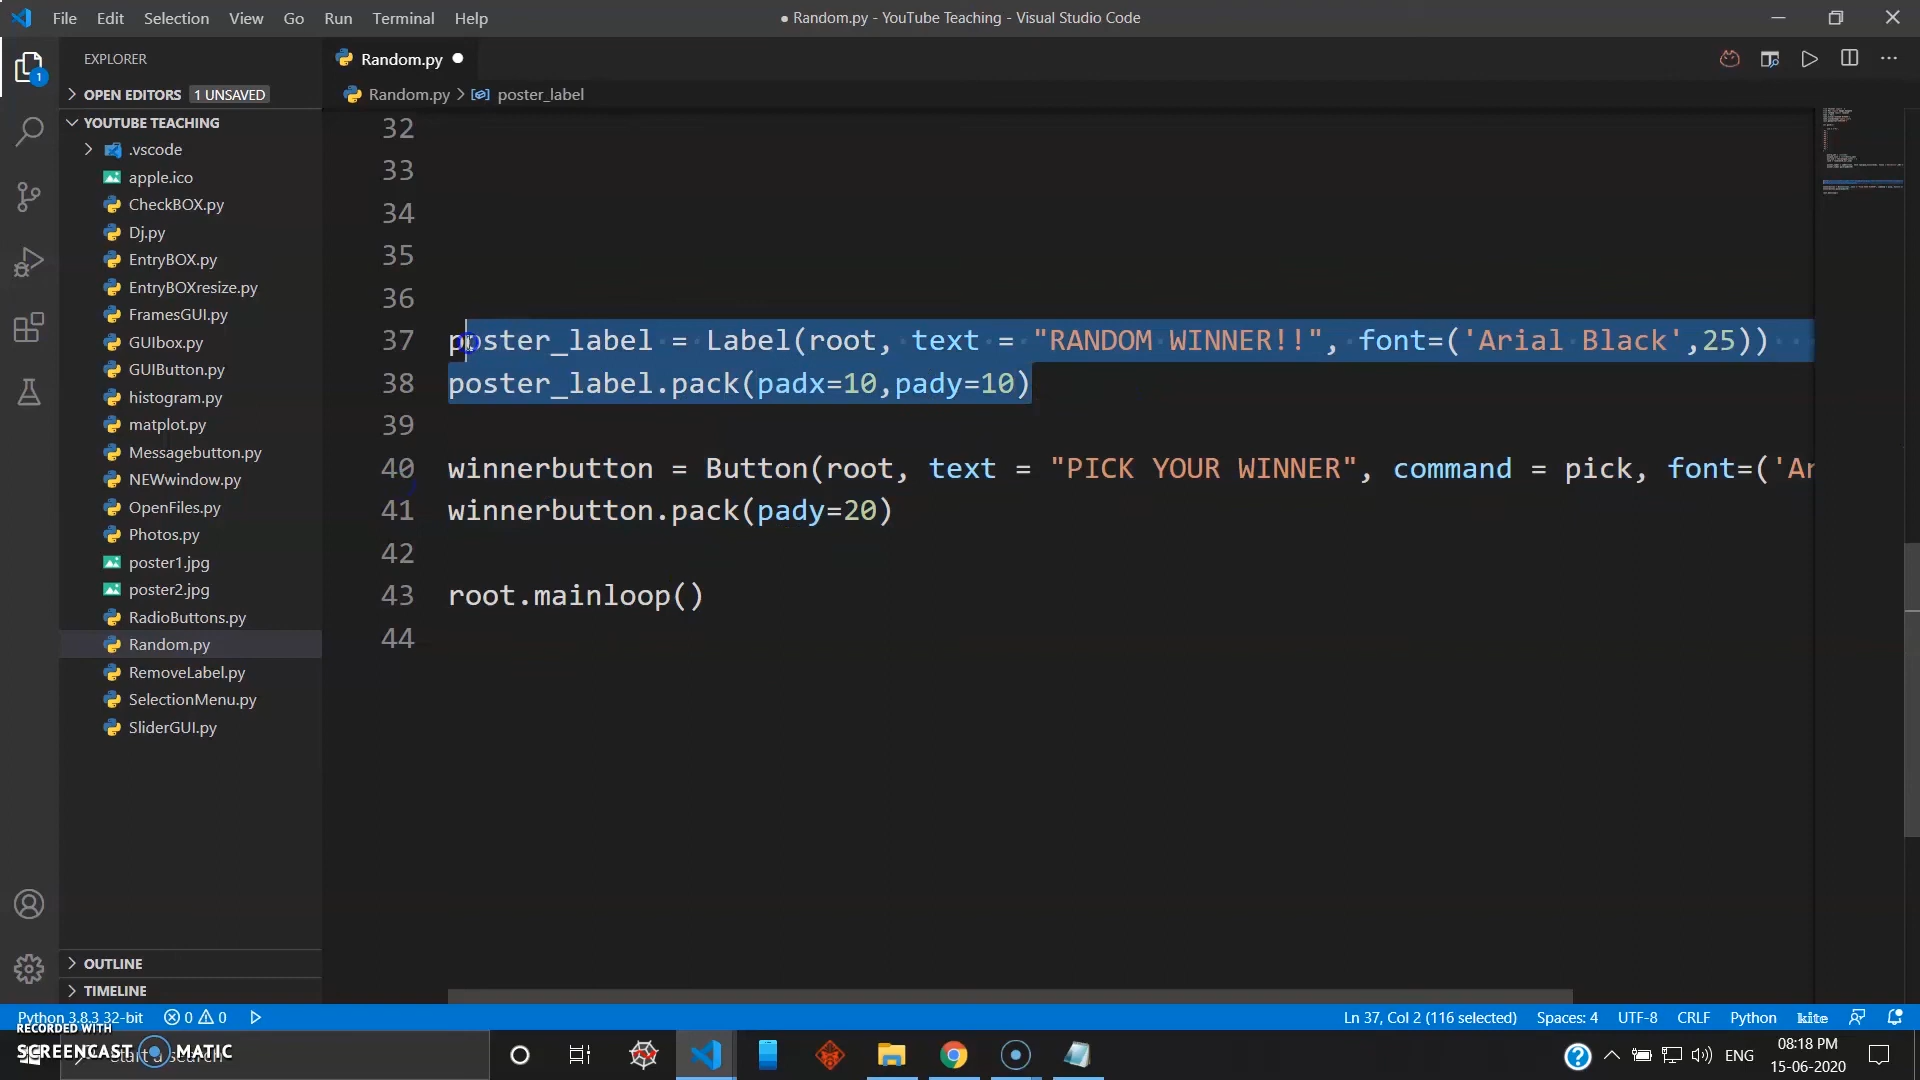 File Edit Selection View Go Run Terminal Help
● Random.py - YouTube Teaching - Visual Studio Code
EXPLORER
OPEN EDITORS 1 UNSAVED
YOUTUBE TEACHING
.vscode
apple.ico
CheckBOX.py
Dj.py
EntryBOX.py
EntryBOXresize.py
FramesGUI.py
GUIbox.py
GUIButton.py
histogram.py
matplot.py
Messagebutton.py
NEWwindow.py
OpenFiles.py
Photos.py
poster1.jpg
poster2.jpg
RadioButtons.py
Random.py
RemoveLabel.py
SelectionMenu.py
SliderGUI.py
OUTLINE
TIMELINE
1
Random.py
Random.py > poster_label
32
33
34
35
36
37 poster_label = Label(root, text = "RANDOM WINNER!!", font=('Arial Black',25))
38 poster_label.pack(padx=10,pady=10)
39
40 winnerbutton = Button(root, text = "PICK YOUR WINNER", command = pick, font=('Ar
41 winnerbutton.pack(pady=20)
42
43 root.mainloop()
44
Python 3.8.3 32-bit 0 0
Ln 37, Col 2 (116 selected) Spaces: 4 UTF-8 CRLF Python kite
RECORDED WITH
SCREENCAST MATIC
ENG
08:18 PM
15-06-2020